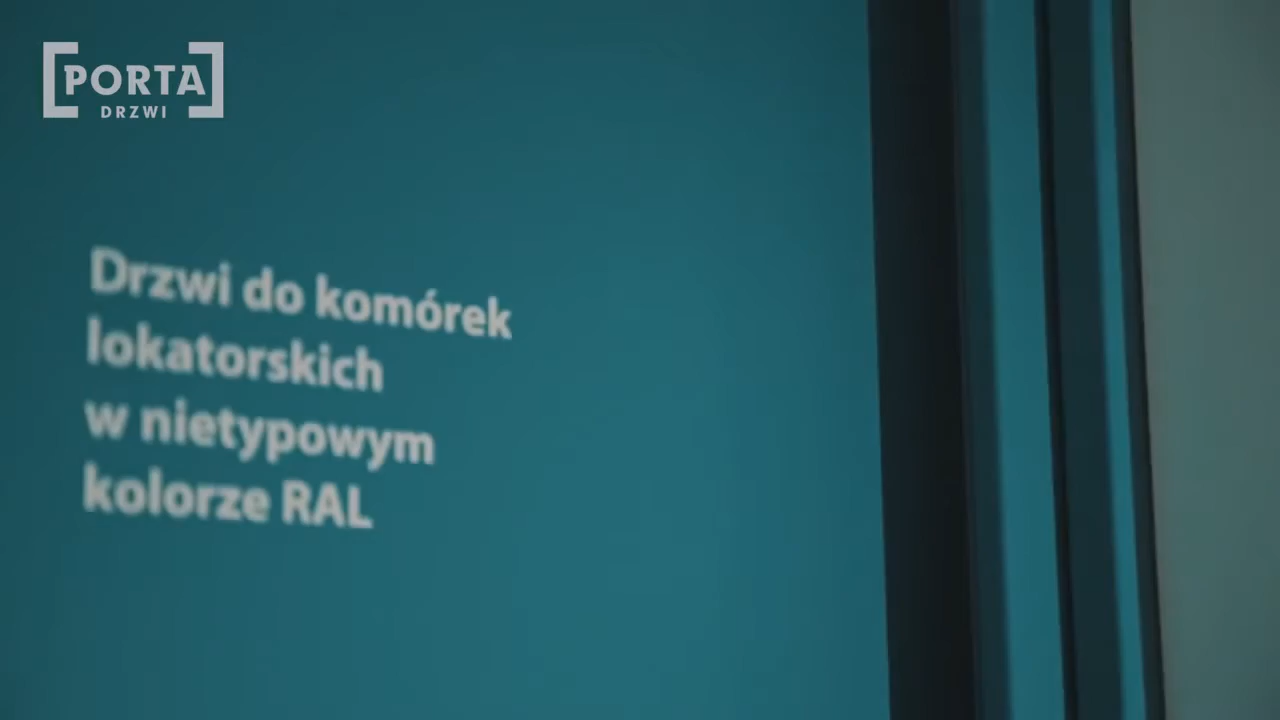 PORTA
DRZWI
Drzwi do komórek
lokatorskich
w nietypowym
kolorze RAL